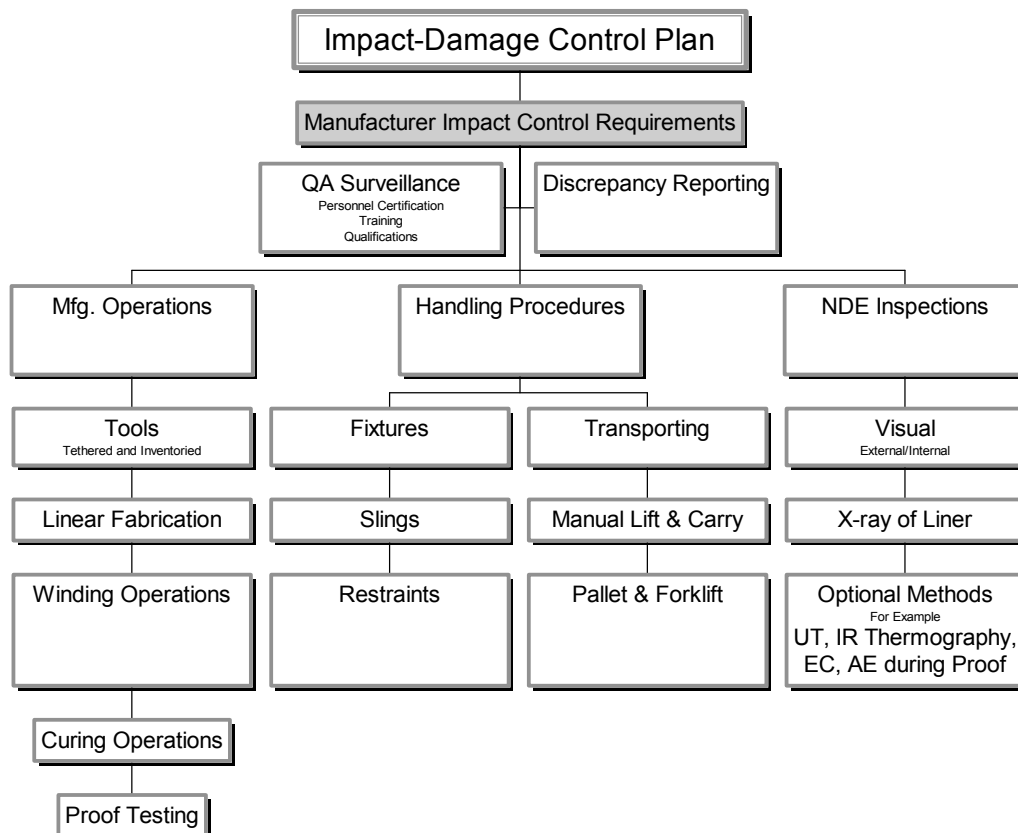 Impact-Damage Control Plan
Manufacturer Impact Control Requirements
QA Surveillance
Personnel Certification
Training
Qualifications
Discrepancy Reporting
Mfg. Operations
Handling Procedures
NDE Inspections
Tools
Tethered and Inventoried
Fixtures
Transporting
Visual
External/Internal
Linear Fabrication
Slings
Manual Lift & Carry
X-ray of Liner
Winding Operations
Restraints
Pallet & Forklift
Optional Methods
For Example
UT, IR Thermography,
EC, AE during Proof
Curing Operations
Proof Testing